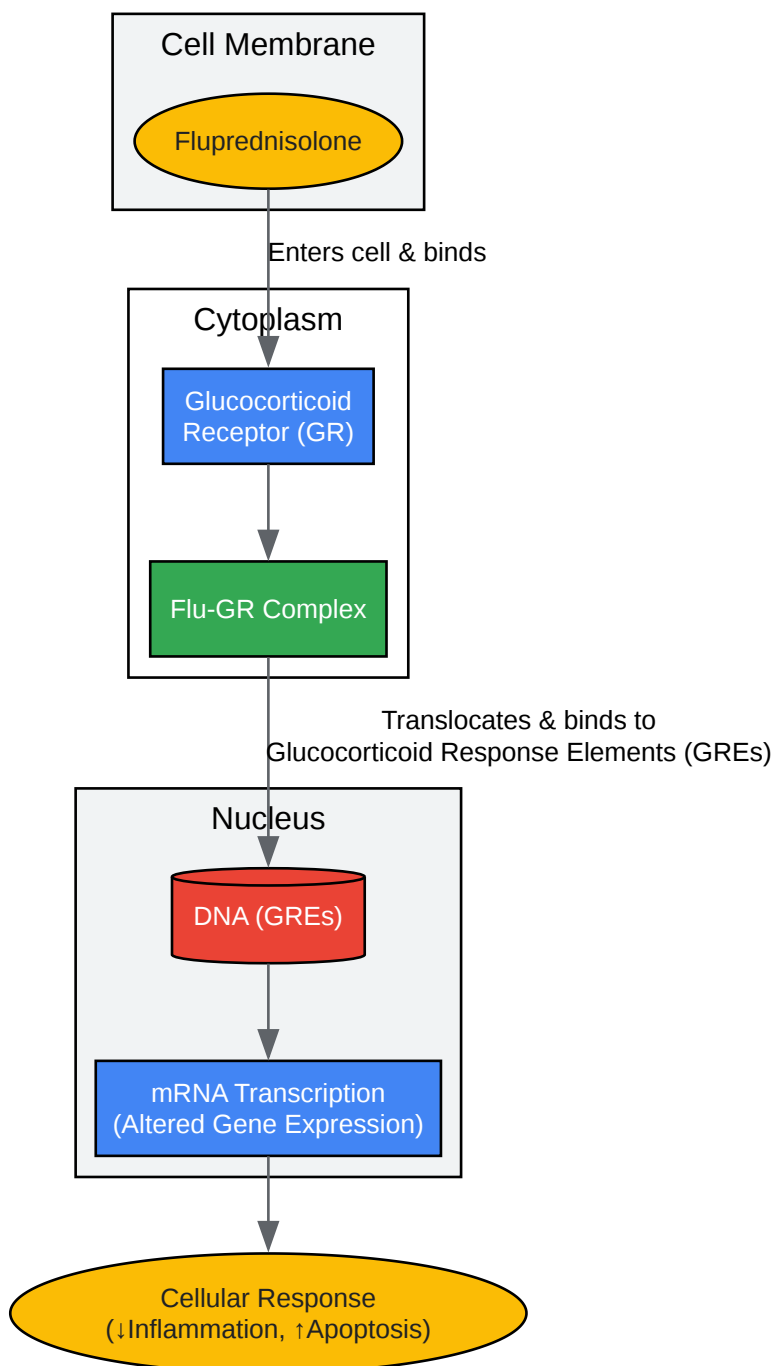 Cell Membrane
Fluprednisolone
Enters cell & binds
Cytoplasm
Glucocorticoid
Receptor (GR)
Flu-GR Complex
Translocates & binds to
Glucocorticoid Response Elements (GREs)
Nucleus
DNA (GREs)
mRNA Transcription
(Altered Gene Expression)
Cellular Response
(↓Inflammation, ↑Apoptosis)